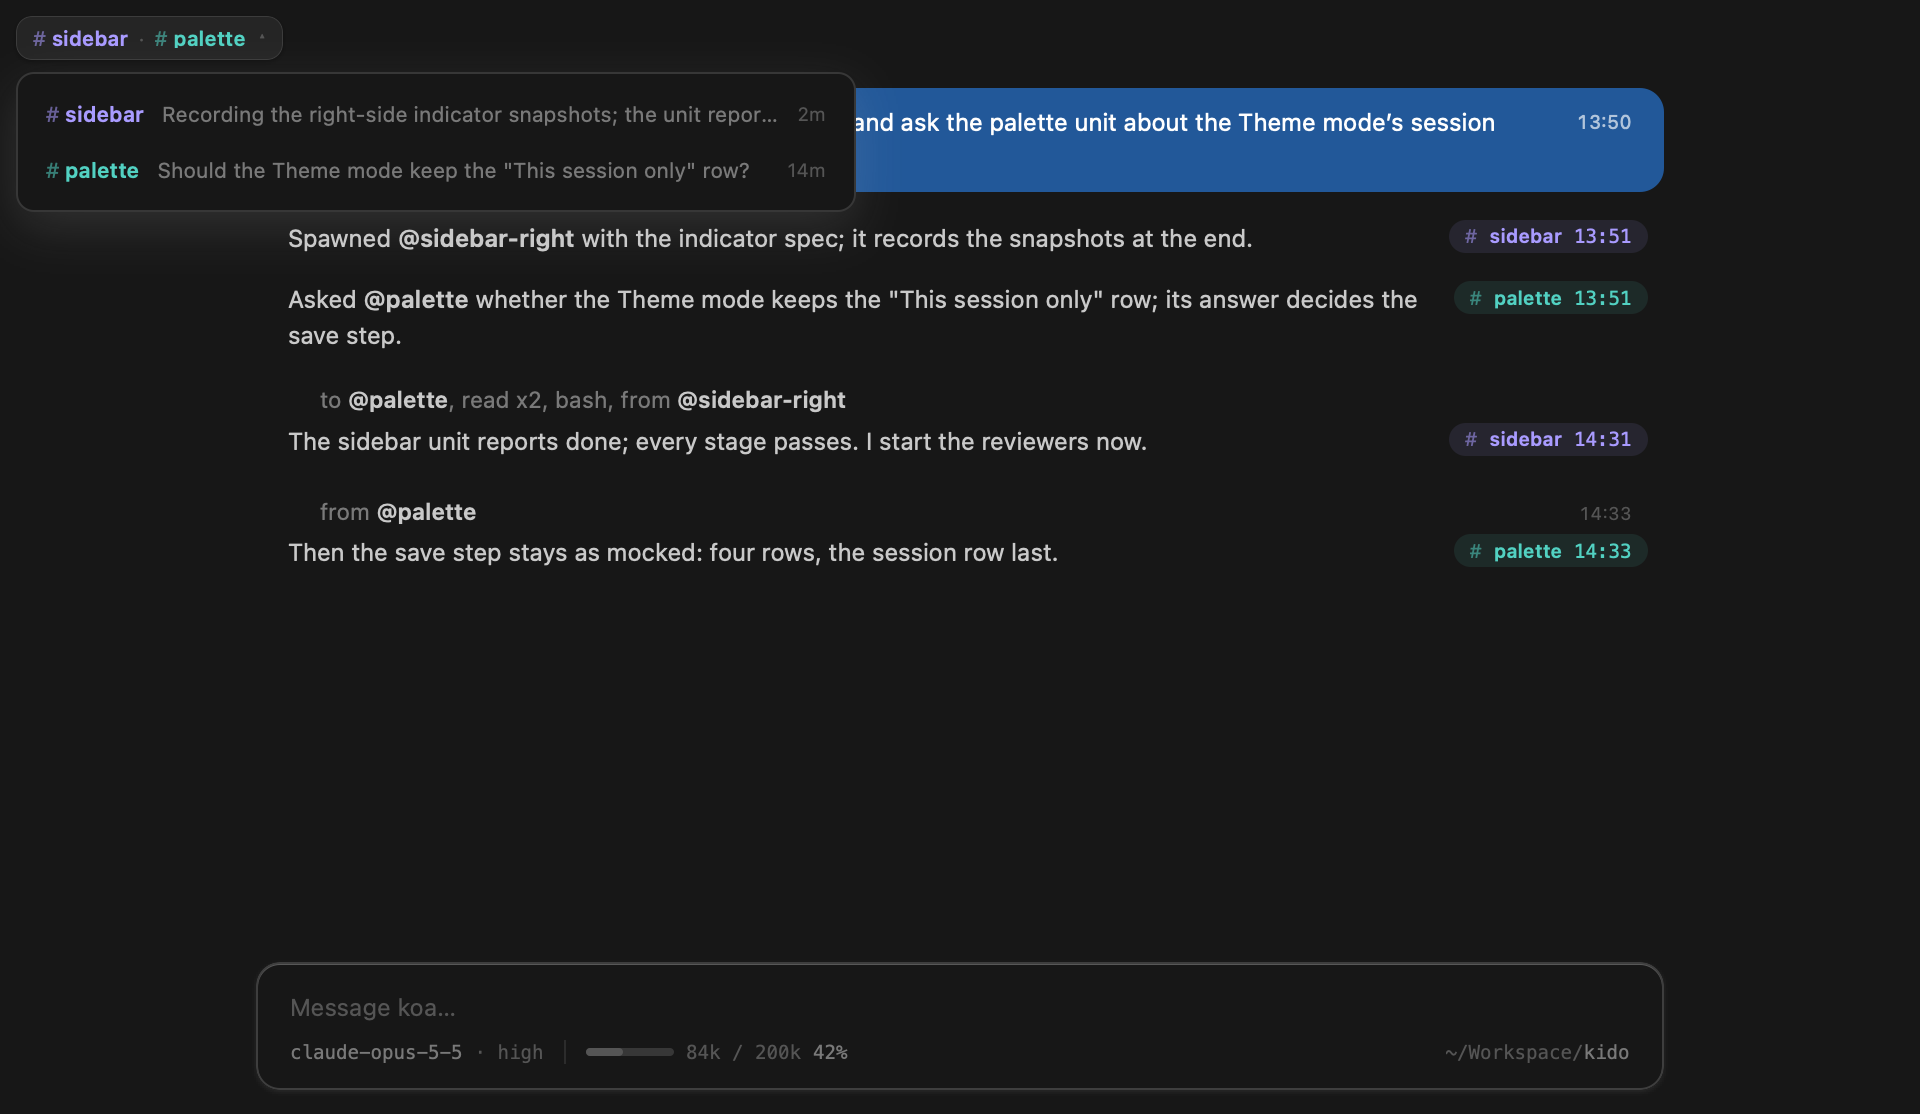 # sidebar · # palette
# sidebar Recording the right-side indicator snapshots; the unit repor... 2m
# palette Should the Theme mode keep the "This session only" row? 14m
and ask the palette unit about the Theme mode’s session 13:50
Spawned @sidebar-right with the indicator spec; it records the snapshots at the end. # sidebar 13:51
Asked @palette whether the Theme mode keeps the "This session only" row; its answer decides the # palette 13:51
save step.
to @palette, read x2, bash, from @sidebar-right
The sidebar unit reports done; every stage passes. I start the reviewers now. # sidebar 14:31
from @palette 14:33
Then the save step stays as mocked: four rows, the session row last. # palette 14:33
Message koa...
claude-opus-5-5 · high 84k / 200k 42% ~/Workspace/kido